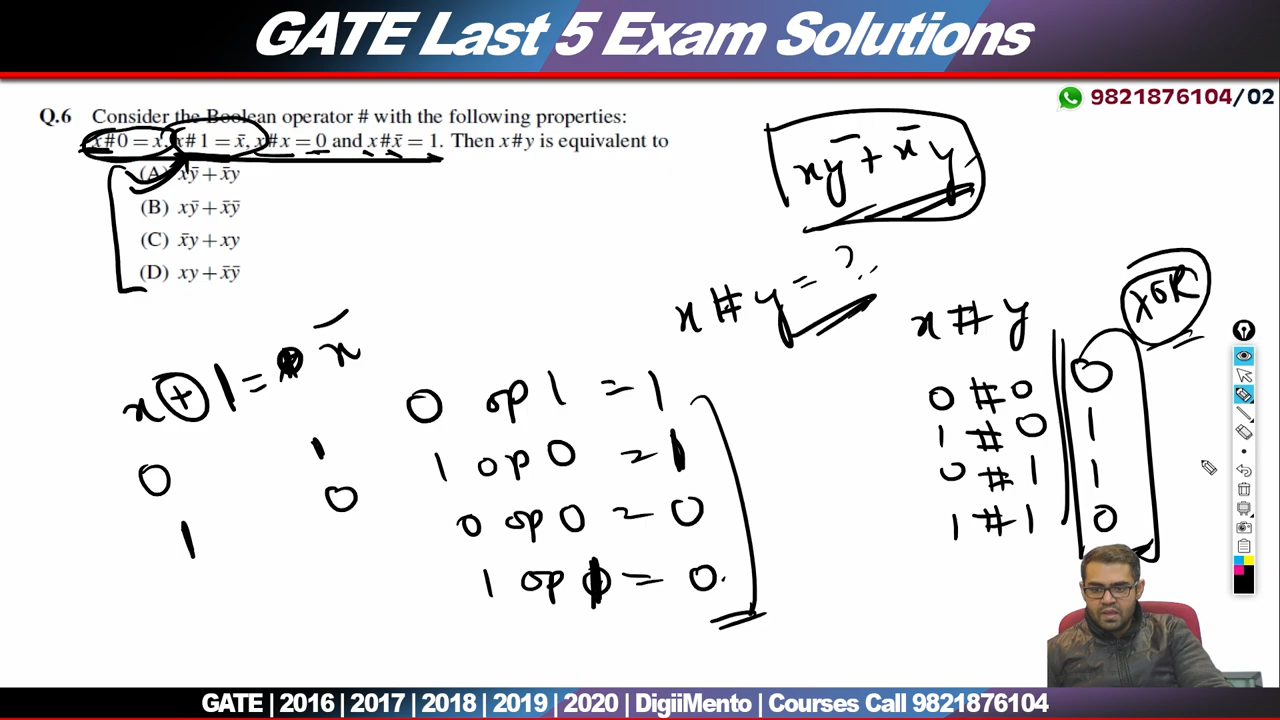 GATE Last 5 Exam Solutions
9821876104/02
Q.6 Consider the Boolean operator # with the following properties:
x#0 = x, x#1 = x̄, x#x = 0 and x#x̄ = 1. Then x#y is equivalent to
(A) xȳ + x̄y
(B) xȳ + x̄ȳ
(C) x̄y + xy
(D) xy + x̄ȳ
xȳ + x̄y
x # y = ?
x # y
XOR
0 # 0 0
1 # 0 1
0 # 1 1
1 # 1 0
x ⊕ 1 = x̄
0 1
1 0
0 op 1 = 1
1 op 0 = 1
0 op 0 = 0
1 op 1 = 0
GATE | 2016 | 2017 | 2018 | 2019 | 2020 | DigiiMento | Courses Call 9821876104